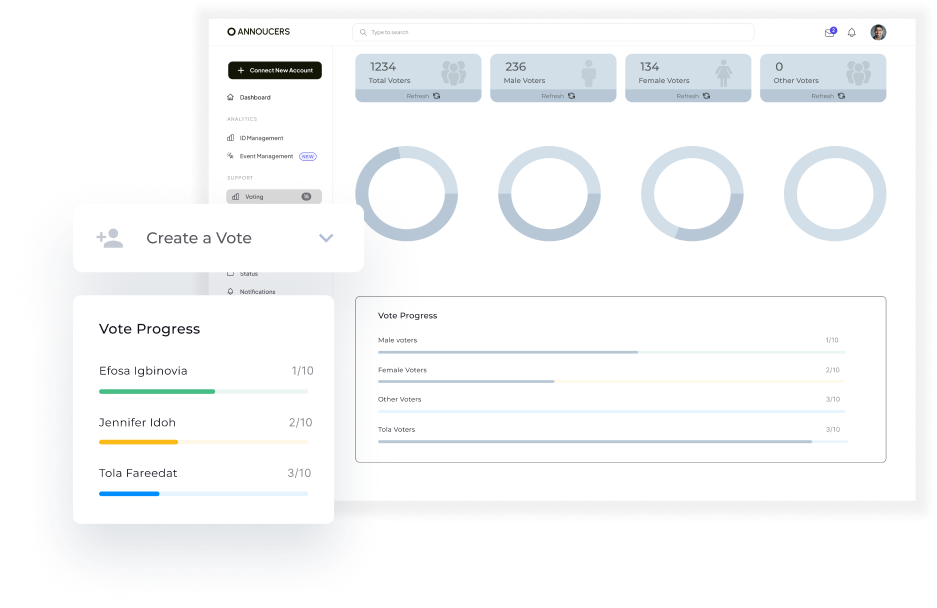 ANNOUCERS
Type to search
2
Connect New Account
Dashboard
ANALYTICS
ID Management
Event Management NEW
SUPPORT
Voting 16
Status
Notifications
1234
Total Voters
Refresh
236
Male Voters
Refresh
134
Female Voters
Refresh
0
Other Voters
Refresh
Create a Vote
Vote Progress
Efosa Igbinovia 1/10
Jennifer Idoh 2/10
Tola Fareedat 3/10
Vote Progress
Male voters 1/10
Female Voters 2/10
Other Voters 3/10
Tola Voters 3/10